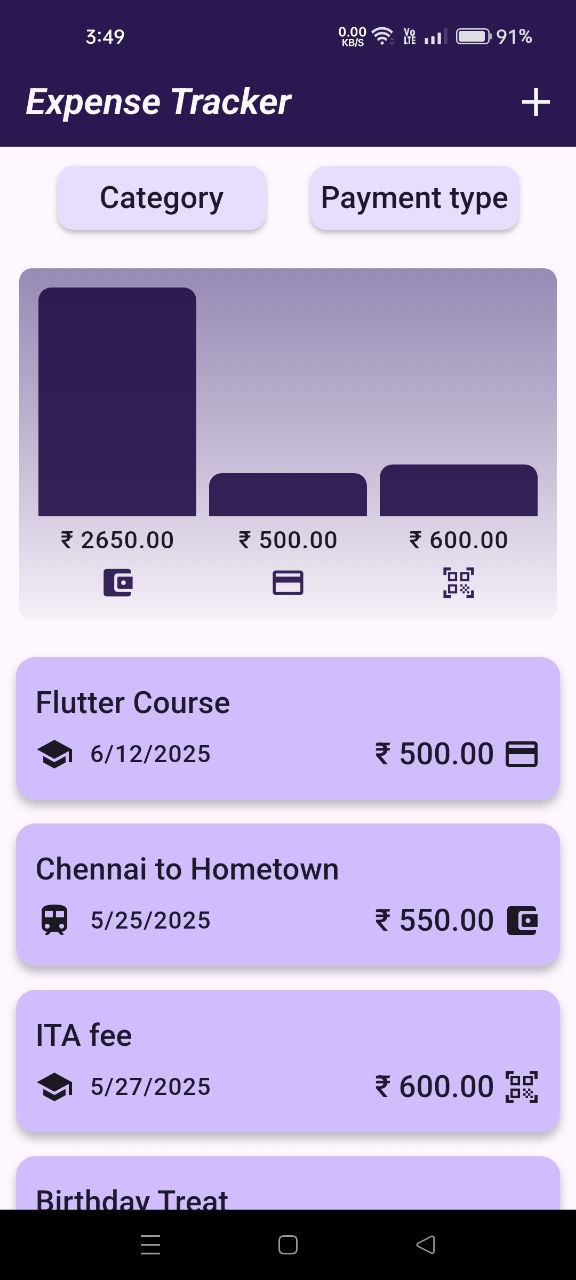 3:49 0.00 KB/S Vo LTE 91%
Expense Tracker
Category Payment type
₹ 2650.00 ₹ 500.00 ₹ 600.00
Flutter Course
6/12/2025 ₹ 500.00
Chennai to Hometown
5/25/2025 ₹ 550.00
ITA fee
5/27/2025 ₹ 600.00
Birthday Treat